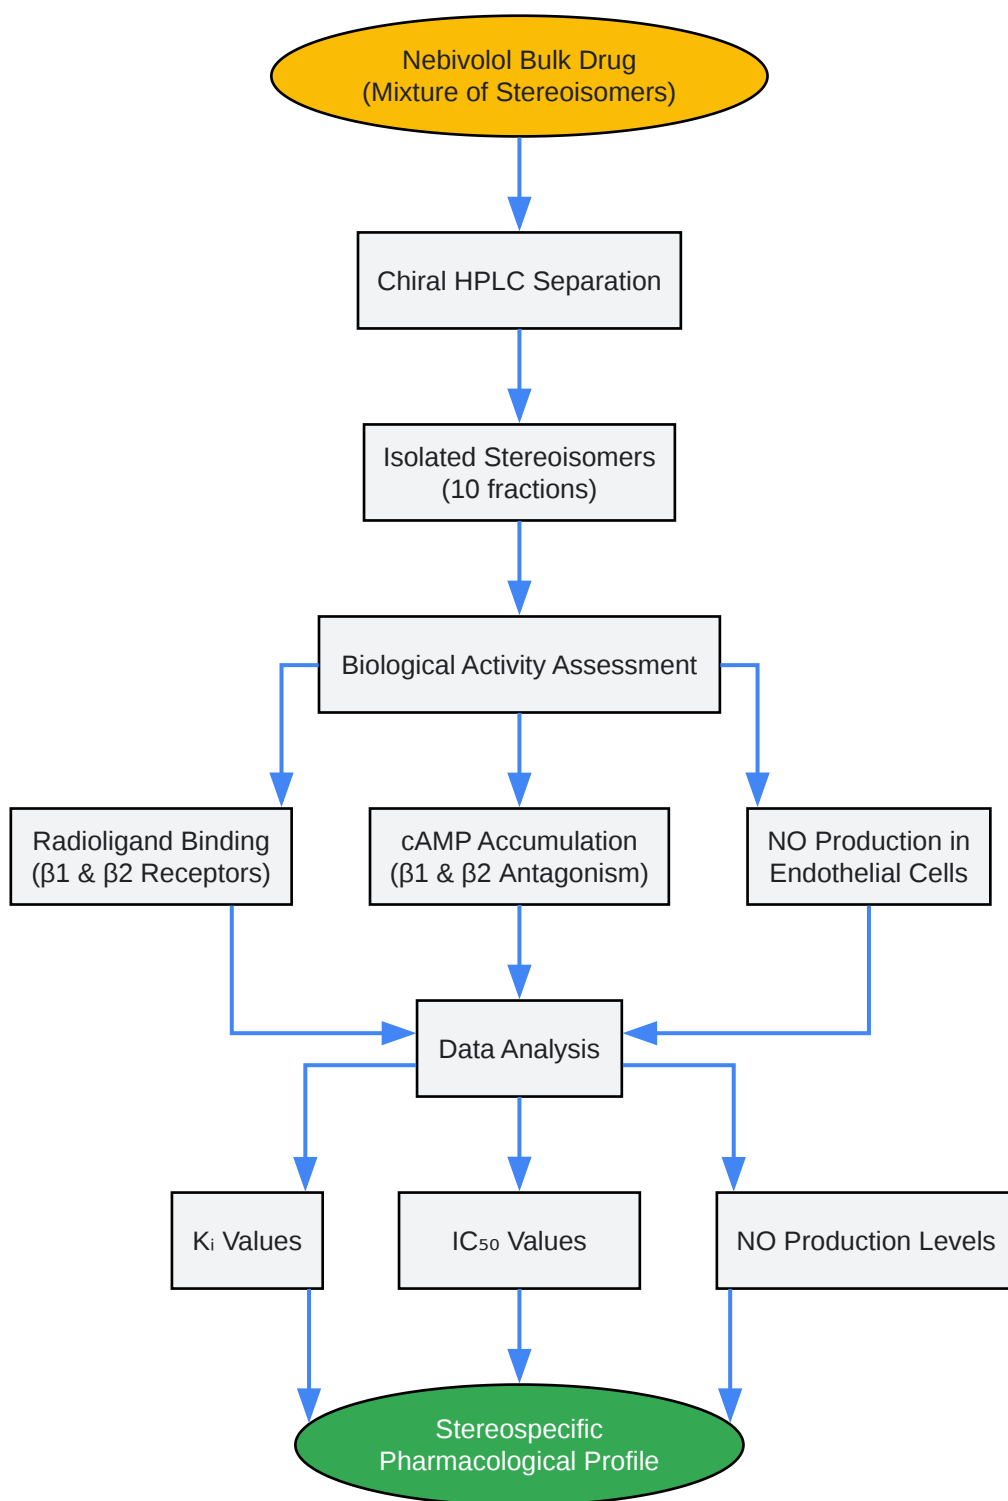 Nebivolol Bulk Drug
(Mixture of Stereoisomers)
Chiral HPLC Separation
Isolated Stereoisomers
(10 fractions)
Biological Activity Assessment
Radioligand Binding
(β1 & β2 Receptors)
cAMP Accumulation
(β1 & β2 Antagonism)
NO Production in
Endothelial Cells
Data Analysis
Kᵢ Values
IC₅₀ Values
NO Production Levels
Stereospecific
Pharmacological Profile